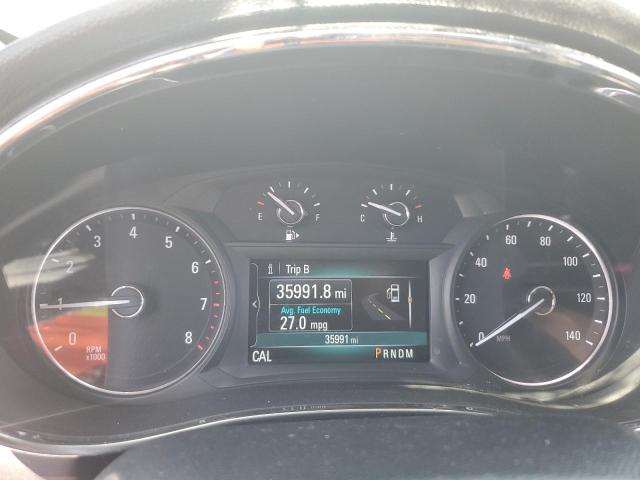 E F
C H
0 1 2 3 4 5 6 7 8
RPM
x1000
Trip B
35991.8 mi
Avg. Fuel Economy
27.0 mpg
35991 mi
CAL PRNDM
0 20 40 60 80 100 120 140
MPH